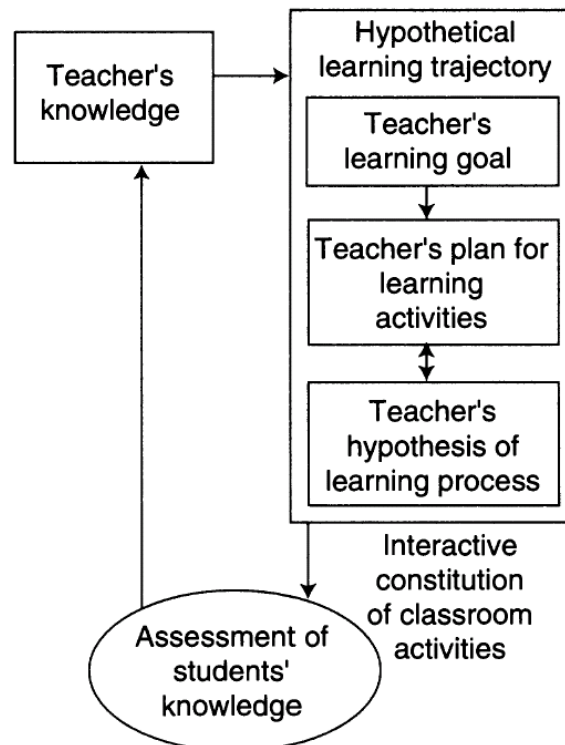 Teacher's
knowledge
Hypothetical
learning trajectory
Teacher's
learning goal
Teacher's plan for
learning
activities
Teacher's
hypothesis of
learning process
Interactive
constitution
of classroom
activities
Assessment of
students'
knowledge